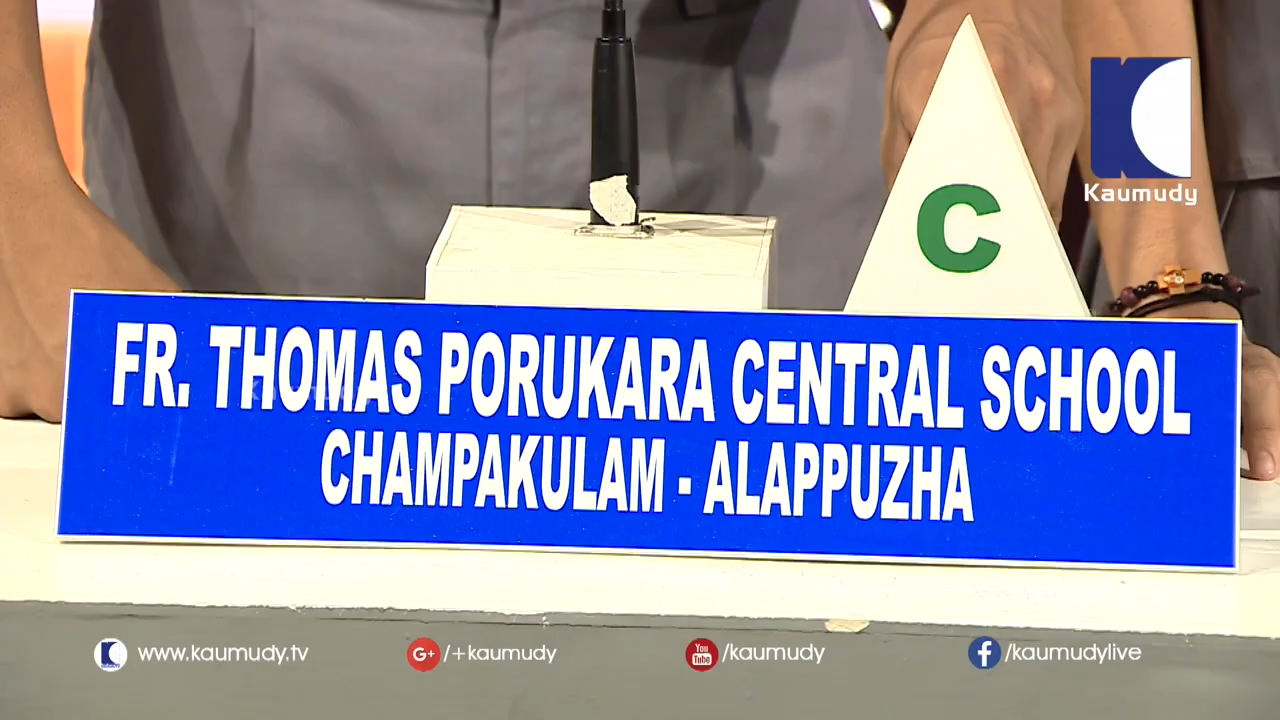 Kaumudy
C
FR. THOMAS PORUKARA CENTRAL SCHOOL
CHAMPAKULAM - ALAPPUZHA
www.kaumudy.tv
G+ /+kaumudy
You Tube /kaumudy
f /kaumudylive